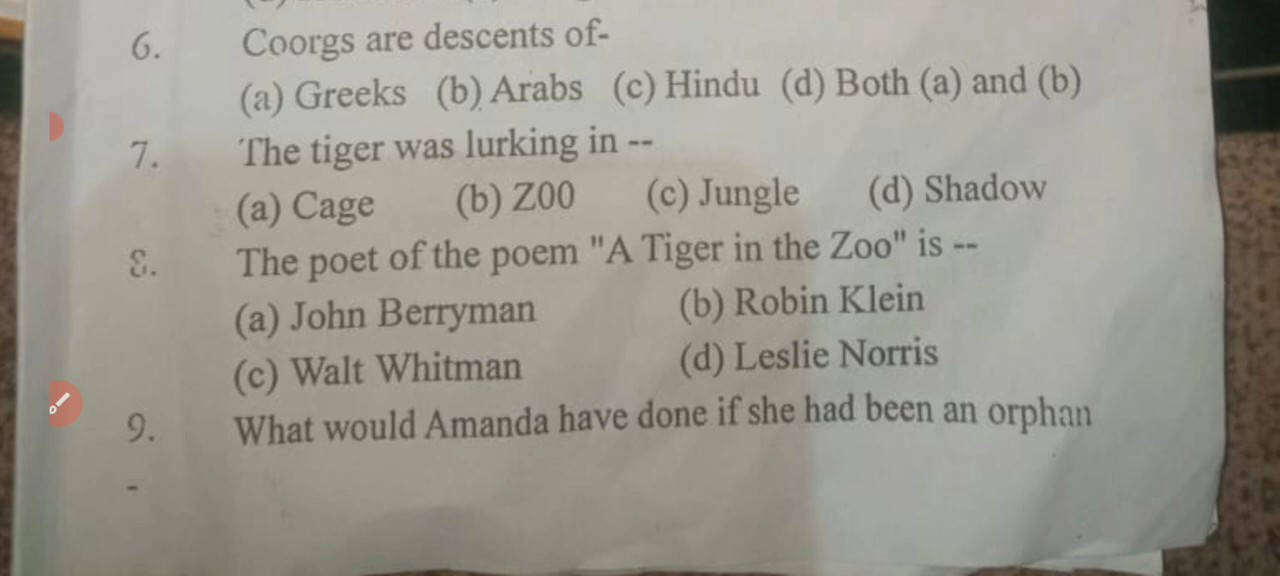 6. Coorgs are descents of-
(a) Greeks (b) Arabs (c) Hindu (d) Both (a) and (b)
7. The tiger was lurking in --
(a) Cage (b) ZOO (c) Jungle (d) Shadow
8. The poet of the poem "A Tiger in the Zoo" is --
(a) John Berryman (b) Robin Klein
(c) Walt Whitman (d) Leslie Norris
9. What would Amanda have done if she had been an orphan
-